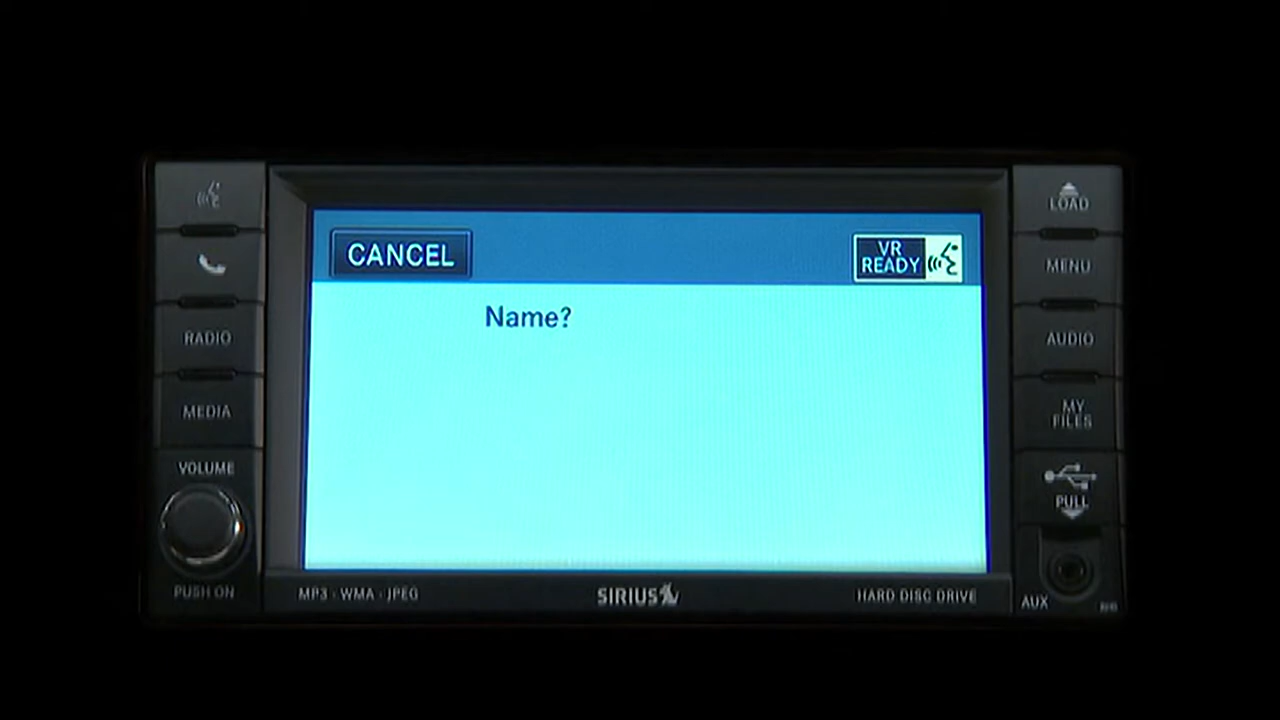 LOAD
CANCEL
VR
READY
MENU
Name?
RADIO
AUDIO
MEDIA
MY
FILES
VOLUME
PULL
PUSH ON
MP3 · WMA · JPEG
SIRIUS
HARD DISC DRIVE
AUX